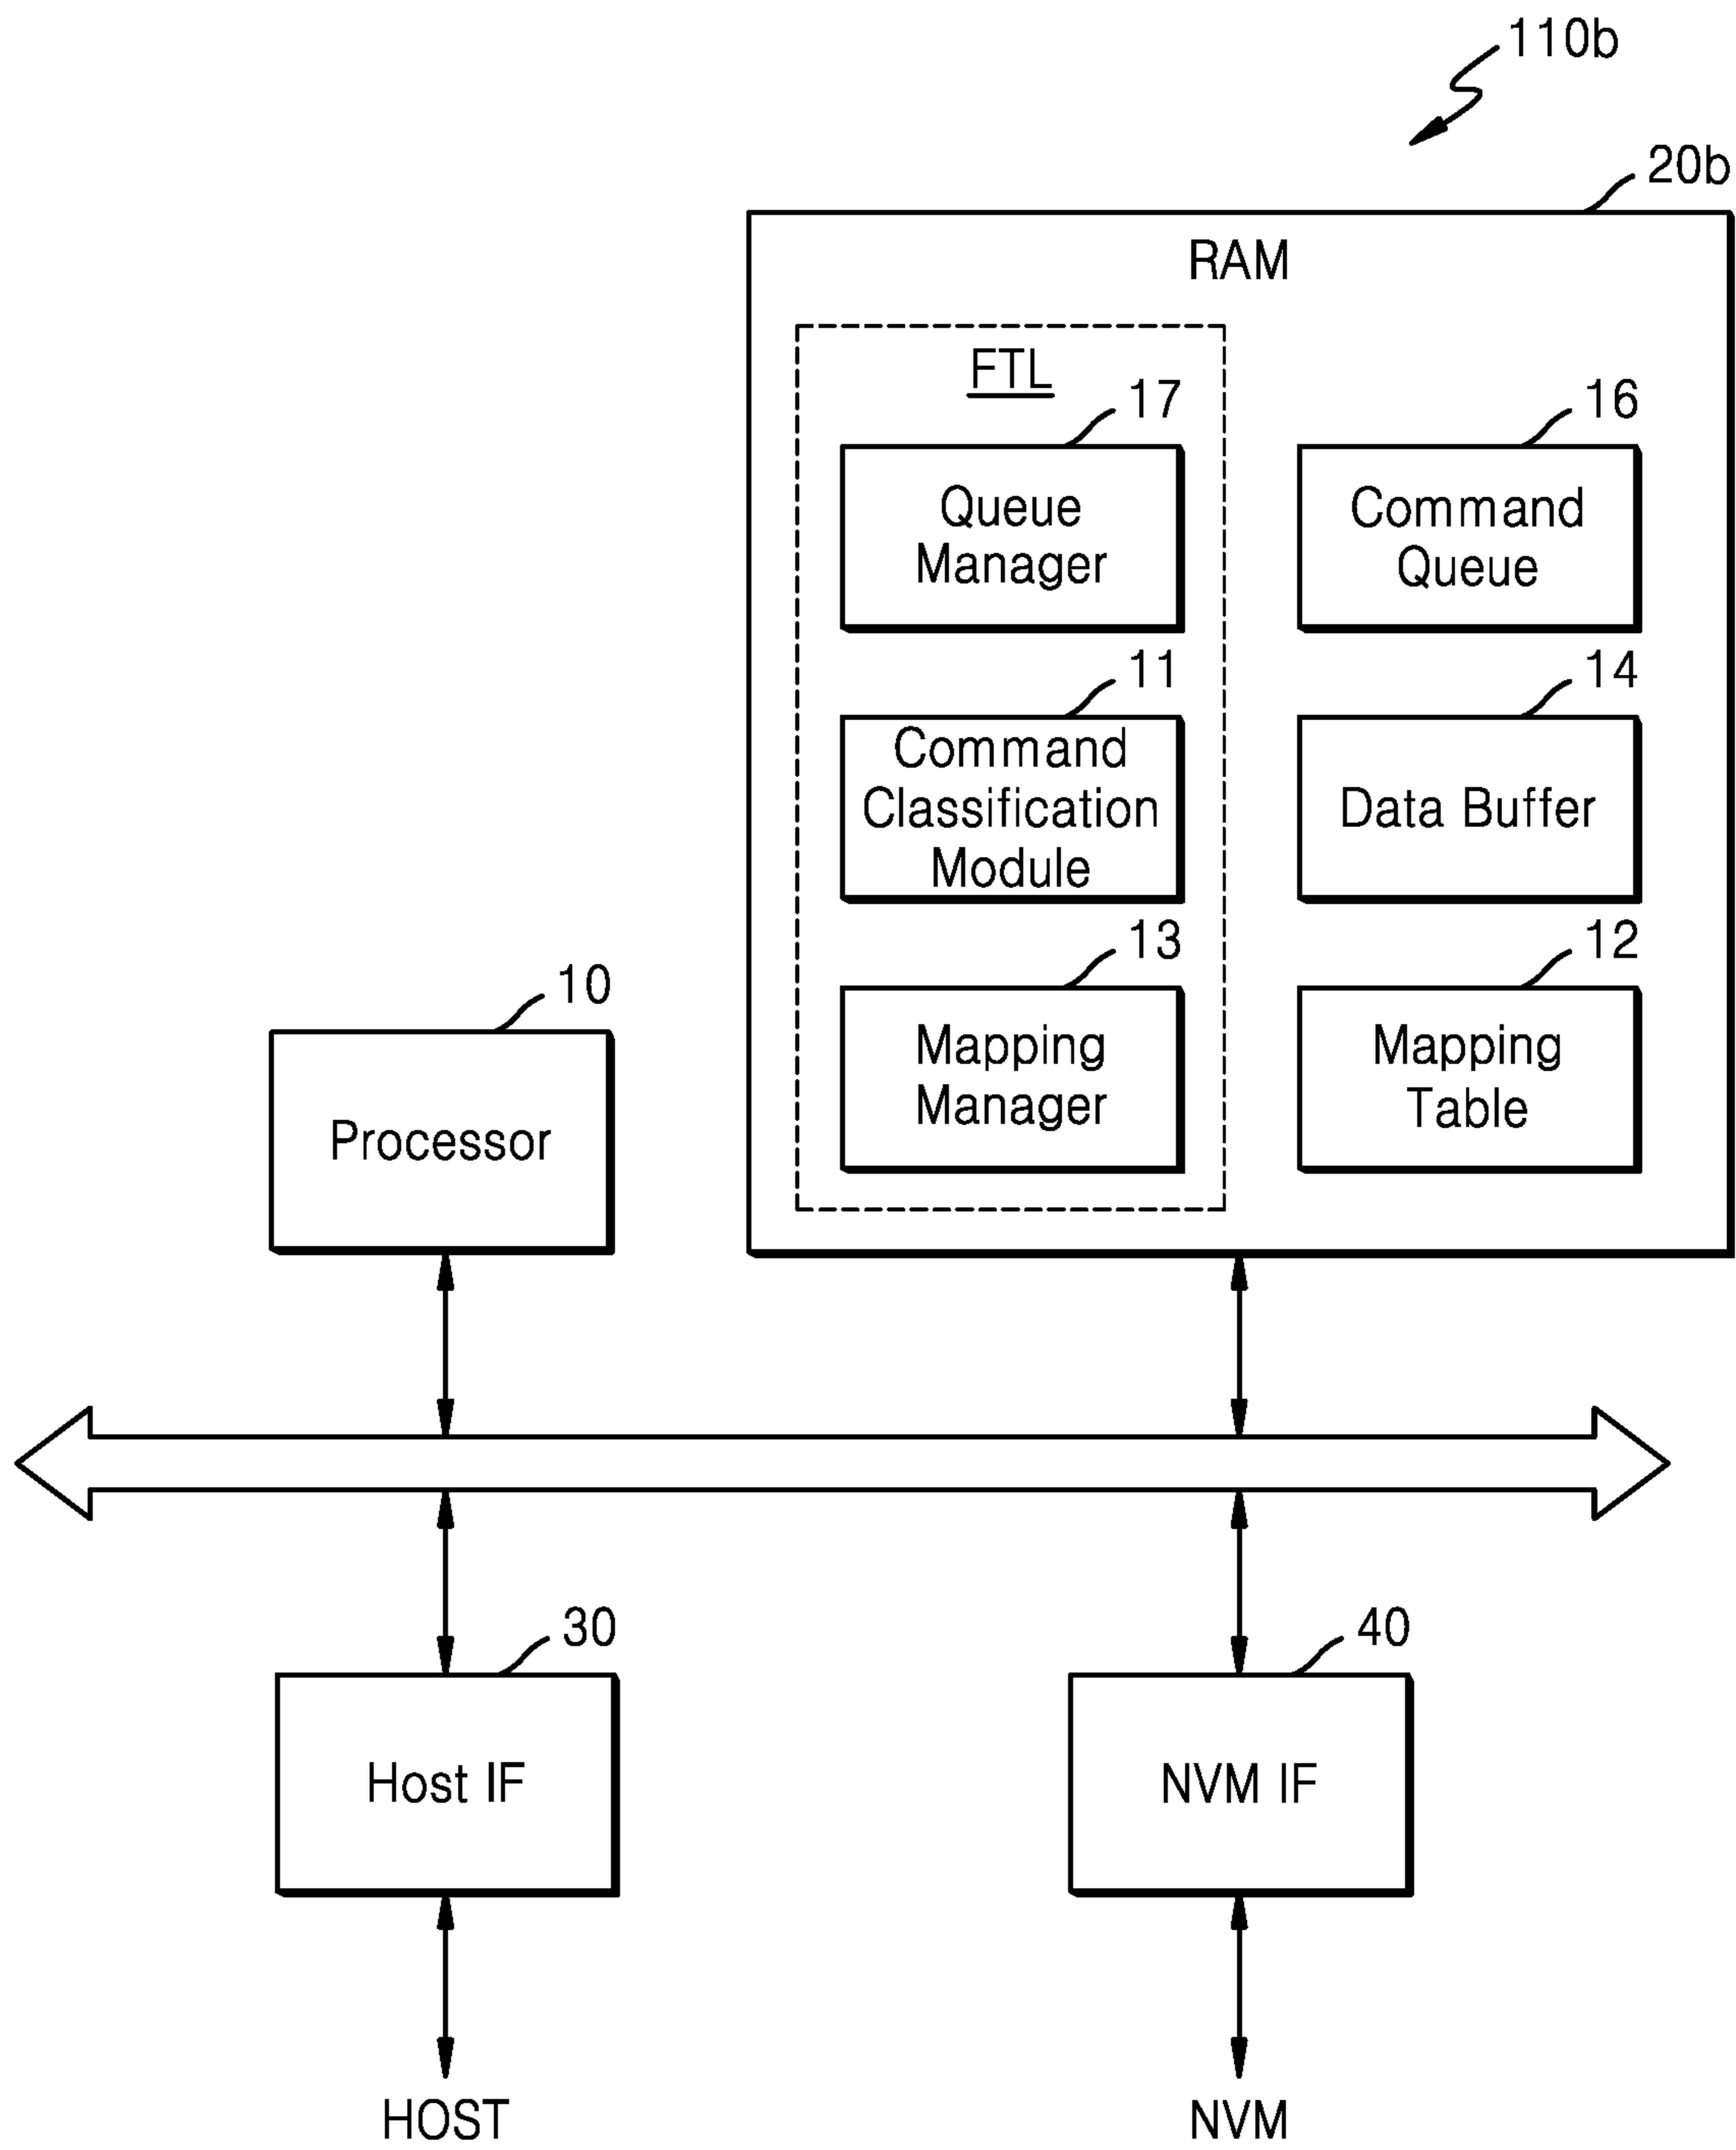 110b
20b
RAM
FTL
17
Queue
Manager
16
Command
Queue
11
Command
Classification
Module
14
Data Buffer
13
Mapping
Manager
12
Mapping
Table
10
Processor
30
Host IF
40
NVM IF
HOST
NVM